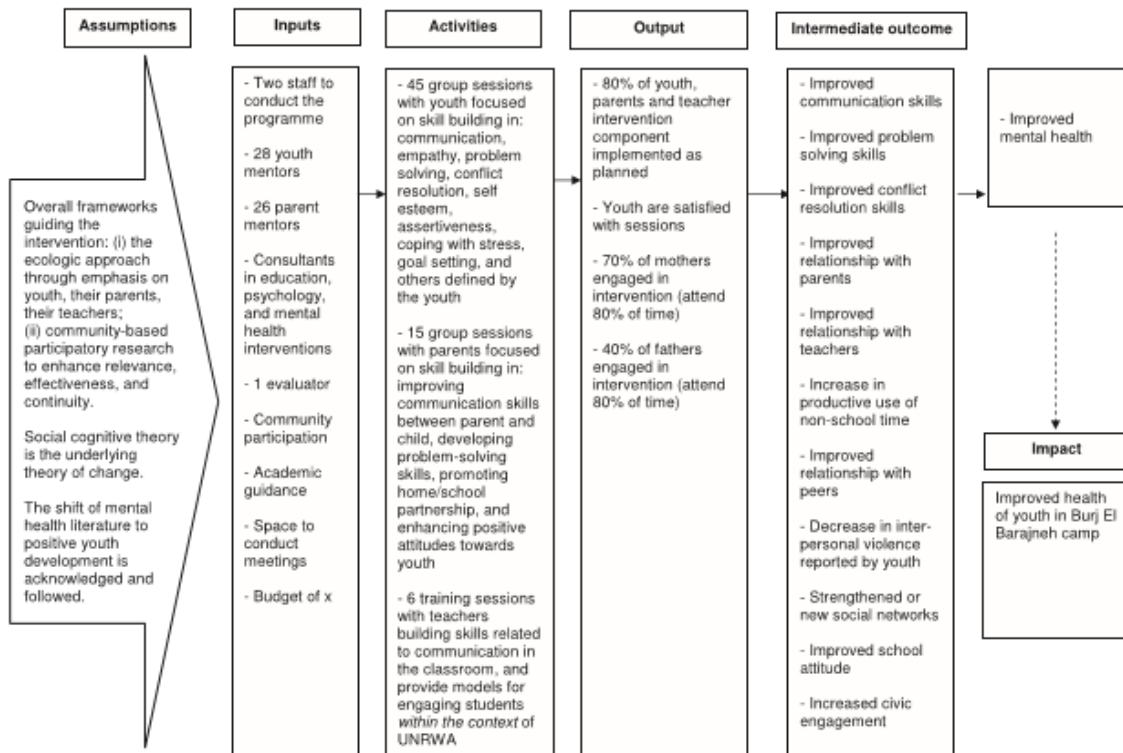 Assumptions
Overall frameworks
guiding the
intervention: (i) the
ecologic approach
through emphasis on
youth, their parents,
their teachers;
(ii) community-based
participatory research
to enhance relevance,
effectiveness, and
continuity.
Social cognitive theory
is the underlying
theory of change.
The shift of mental
health literature to
positive youth
development is
acknowledged and
followed.
Inputs
- Two staff to
conduct the
programme
- 28 youth
mentors
- 26 parent
mentors
- Consultants
in education,
psychology,
and mental
health
interventions
- 1 evaluator
- Community
participation
- Academic
guidance
- Space to
conduct
meetings
- Budget of x
Activities
- 45 group sessions
with youth focused
on skill building in:
communication,
empathy, problem
solving, conflict
resolution, self
esteem,
assertiveness,
coping with stress,
goal setting, and
others defined by
the youth
- 15 group sessions
with parents focused
on skill building in:
improving
communication skills
between parent and
child, developing
problem-solving
skills, promoting
home/school
partnership, and
enhancing positive
attitudes towards
youth
- 6 training sessions
with teachers
building skills related
to communication in
the classroom, and
provide models for
engaging students
within the context of
UNRWA
Output
- 80% of youth,
parents and teacher
intervention
component
implemented as
planned
- Youth are satisfied
with sessions
- 70% of mothers
engaged in
intervention (attend
80% of time)
- 40% of fathers
engaged in
intervention (attend
80% of time)
Intermediate outcome
- Improved
communication skills
- Improved problem
solving skills
- Improved conflict
resolution skills
- Improved
relationship with
parents
- Improved
relationship with
teachers
- Increase in
productive use of
non-school time
- Improved
relationship with
peers
- Decrease in inter-
personal violence
reported by youth
- Strengthened or
new social networks
- Improved school
attitude
- Increased civic
engagement
- Improved
mental health
Impact
Improved health
of youth in Burj El
Barajneh camp